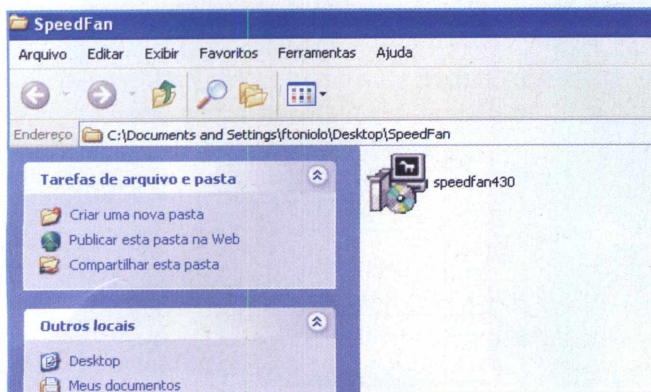 SpeedFan
Arquivo Editar Exibir Favoritos Ferramentas Ajuda
Endereço C:\Documents and Settings\ftoniolo\Desktop\SpeedFan
Tarefas de arquivo e pasta
Criar uma nova pasta
Publicar esta pasta na Web
Compartilhar esta pasta
Outros locais
Desktop
Meus documentos
speedfan430